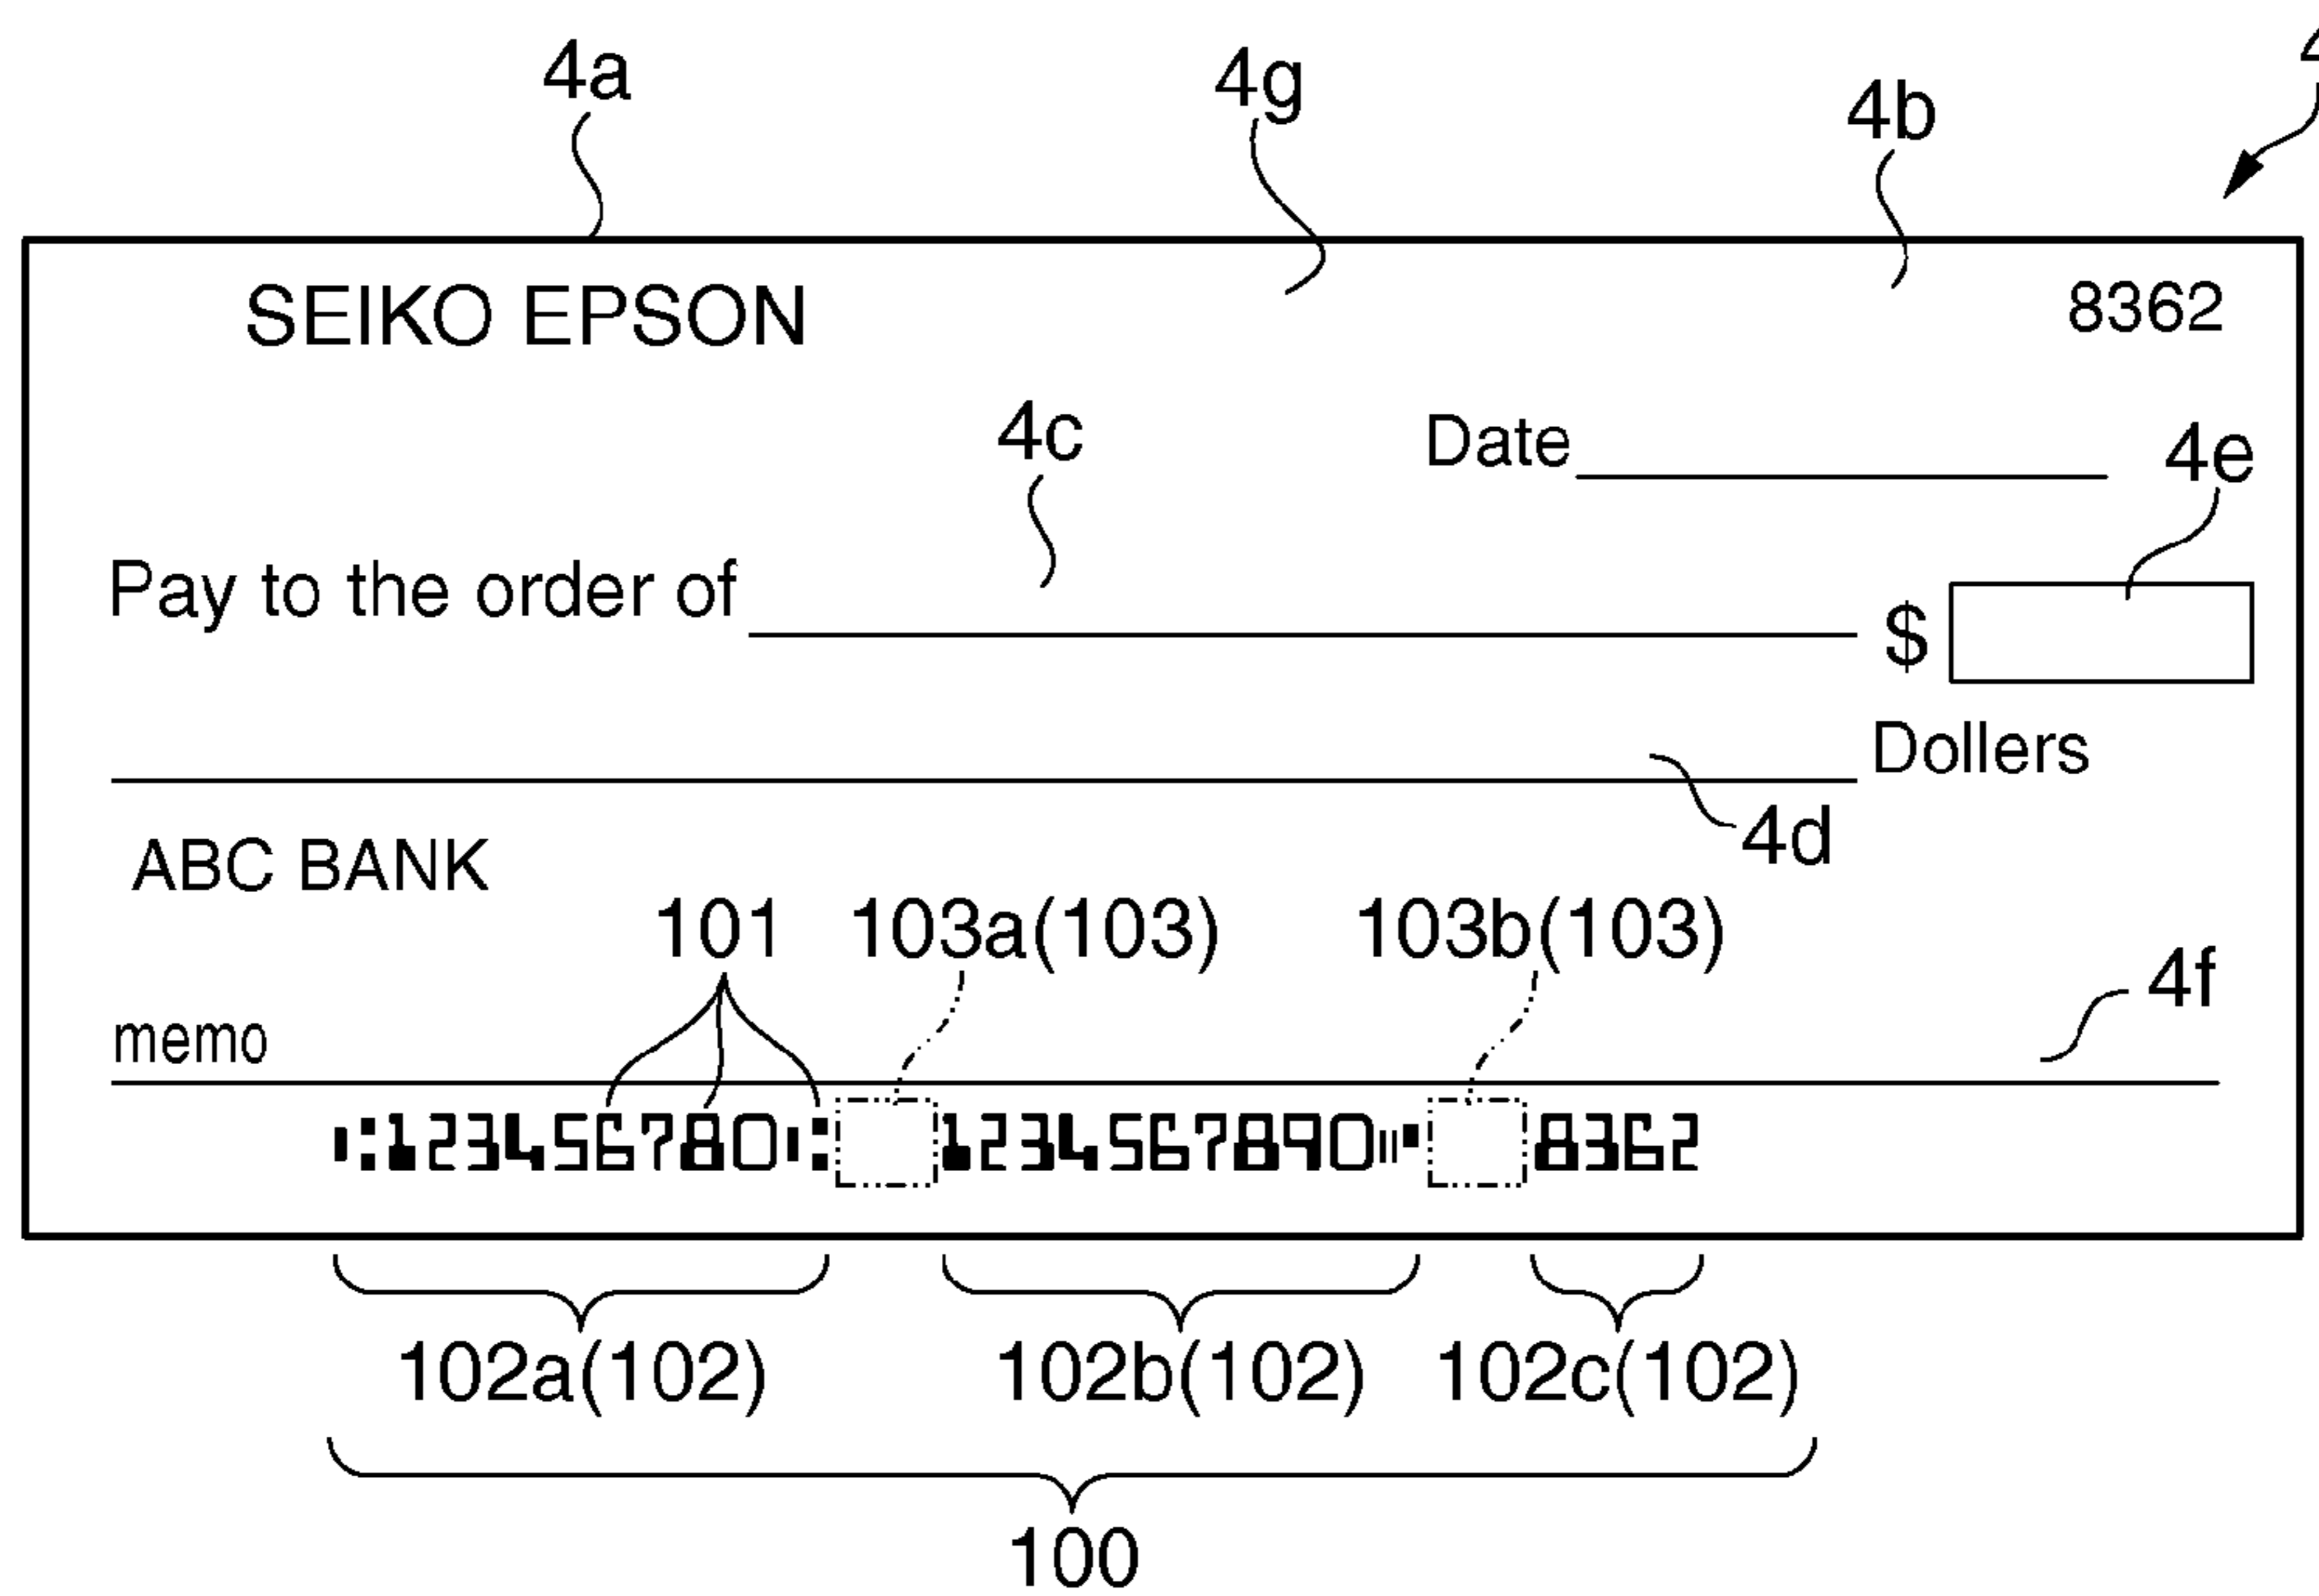 4
4a 4g 4b
SEIKO EPSON 8362
4c Date 4e
Pay to the order of $
Dollers
4d
ABC BANK
101 103a(103) 103b(103) 4f
memo
⑆123456780⑆ 1234567890⑈ 8362
102a(102) 102b(102) 102c(102)
100